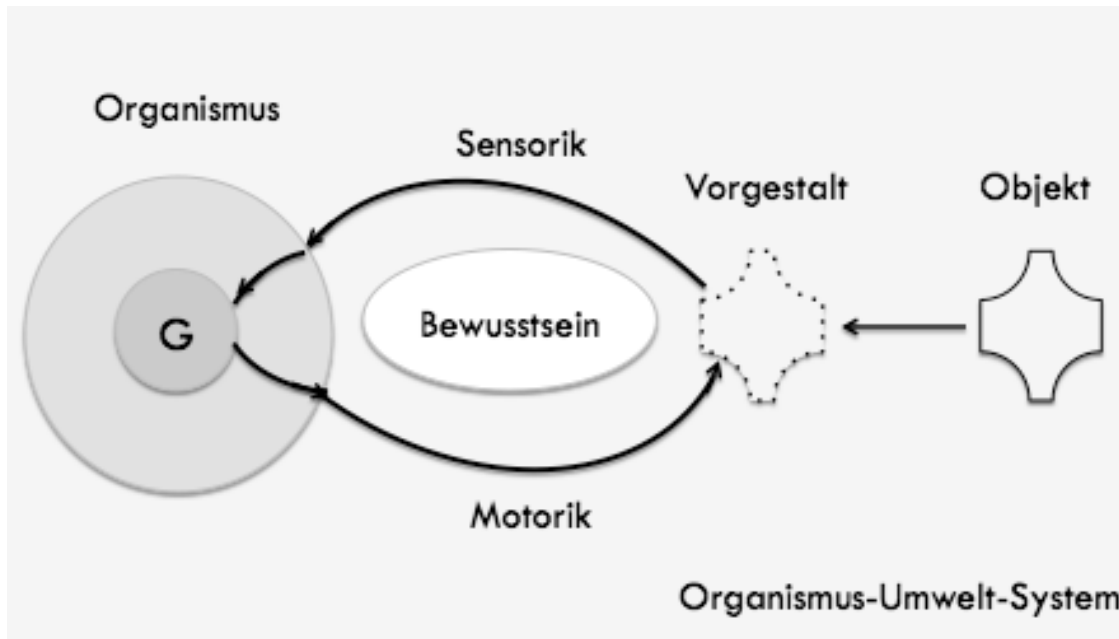 Organismus
Sensorik
Vorgestalt
Objekt
G
Bewusstsein
Motorik
Organismus-Umwelt-System